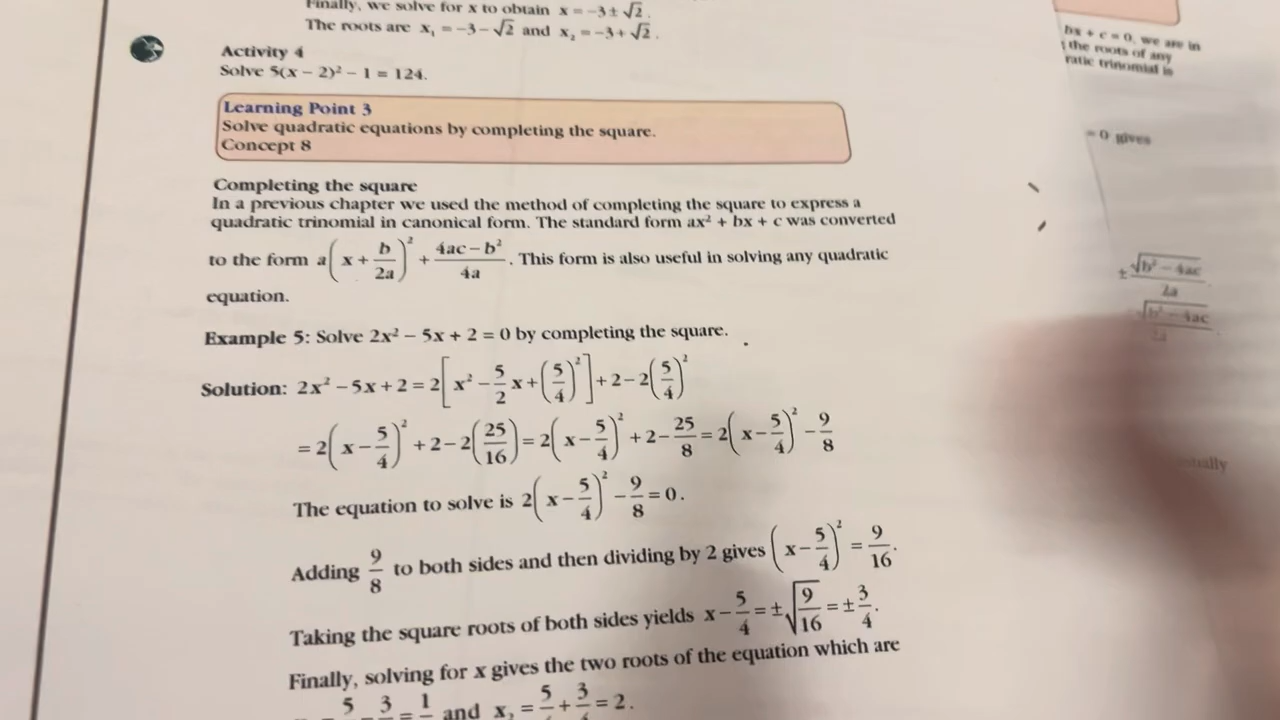 Finally, we solve for x to obtain x = −3 ± √2.
The roots are x₁ = −3 − √2 and x₂ = −3 + √2.
Activity 4
Solve 5(x − 2)² − 1 = 124.
Learning Point 3
Solve quadratic equations by completing the square.
Concept 8
Completing the square
In a previous chapter we used the method of completing the square to express a
quadratic trinomial in canonical form. The standard form ax² + bx + c was converted
to the form a(x + b/2a)² + (4ac − b²)/4a. This form is also useful in solving any quadratic
equation.
Example 5: Solve 2x² − 5x + 2 = 0 by completing the square.
Solution: 2x² − 5x + 2 = 2[x² − 5/2 x + (5/4)²] + 2 − 2(5/4)²
= 2(x − 5/4)² + 2 − 2(25/16) = 2(x − 5/4)² + 2 − 25/8 = 2(x − 5/4)² − 9/8
The equation to solve is 2(x − 5/4)² − 9/8 = 0.
Adding 9/8 to both sides and then dividing by 2 gives (x − 5/4)² = 9/16.
Taking the square roots of both sides yields x − 5/4 = ±√(9/16) = ±3/4.
Finally, solving for x gives the two roots of the equation which are
5 3 = 1 and x₂ = 5/4 + 3/4 = 2.
bx + c = 0, we are in
the roots of any
ratic trinomial is
= 0 gives
± √(b² − 4ac)/2a
√(b² − 4ac)/2a.